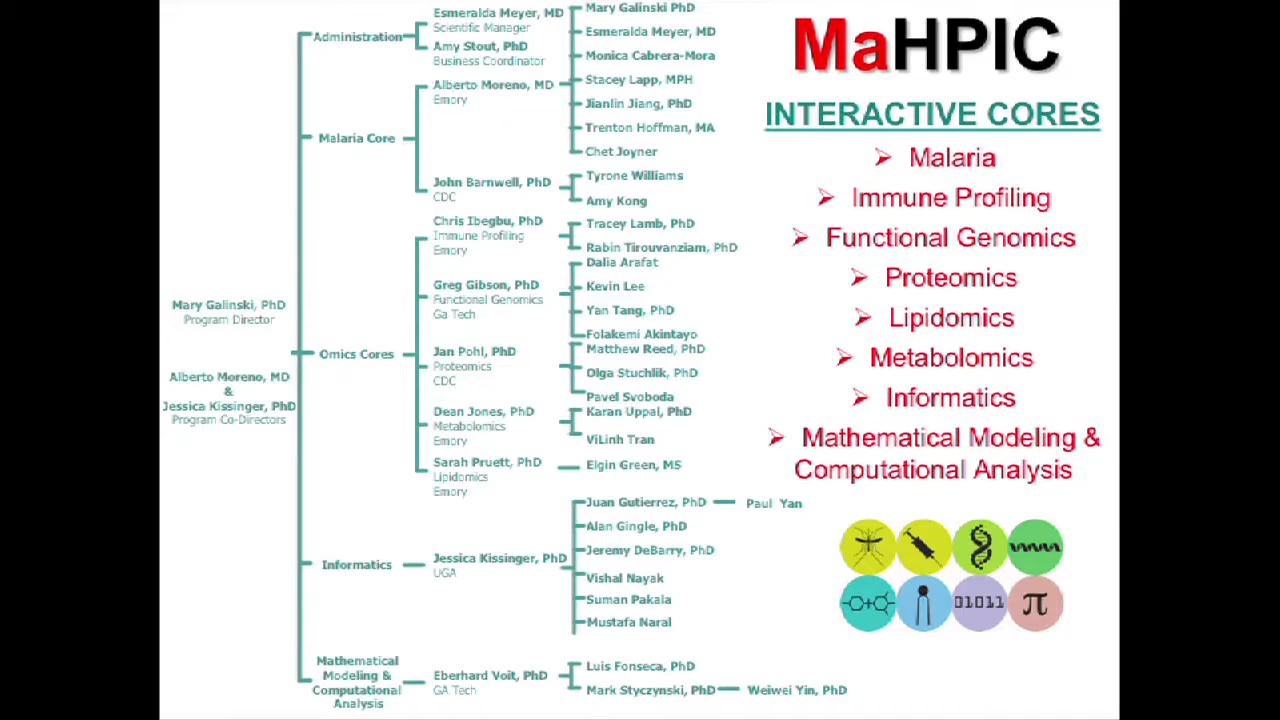 Mary Galinski, PhD
Program Director
Alberto Moreno, MD
&
Jessica Kissinger, PhD
Program Co-Directors
Administration
Esmeralda Meyer, MD
Scientific Manager
Amy Stout, PhD
Business Coordinator
Malaria Core
Alberto Moreno, MD
Emory
Mary Galinski PhD
Esmeralda Meyer, MD
Monica Cabrera-Mora
Stacey Lapp, MPH
Jianlin Jiang, PhD
Trenton Hoffman, MA
Chet Joyner
John Barnwell, PhD
CDC
Tyrone Williams
Amy Kong
Omics Cores
Chris Ibegbu, PhD
Immune Profiling
Emory
Tracey Lamb, PhD
Rabin Tirouvanziam, PhD
Greg Gibson, PhD
Functional Genomics
Ga Tech
Dalia Arafat
Kevin Lee
Yan Tang, PhD
Folakemi Akintayo
Jan Pohl, PhD
Proteomics
CDC
Matthew Reed, PhD
Olga Stuchlik, PhD
Pavel Svoboda
Dean Jones, PhD
Metabolomics
Emory
Karan Uppal, PhD
ViLinh Tran
Sarah Pruett, PhD
Lipidomics
Emory
Elgin Green, MS
Informatics
Jessica Kissinger, PhD
UGA
Juan Gutierrez, PhD
Paul Yan
Alan Gingle, PhD
Jeremy DeBarry, PhD
Vishal Nayak
Suman Pakala
Mustafa Naral
Mathematical
Modeling &
Computational
Analysis
Eberhard Voit, PhD
GA Tech
Luis Fonseca, PhD
Mark Styczynski, PhD
Weiwei Yin, PhD
MaHPIC
INTERACTIVE CORES
Malaria
Immune Profiling
Functional Genomics
Proteomics
Lipidomics
Metabolomics
Informatics
Mathematical Modeling &
Computational Analysis
01011
π